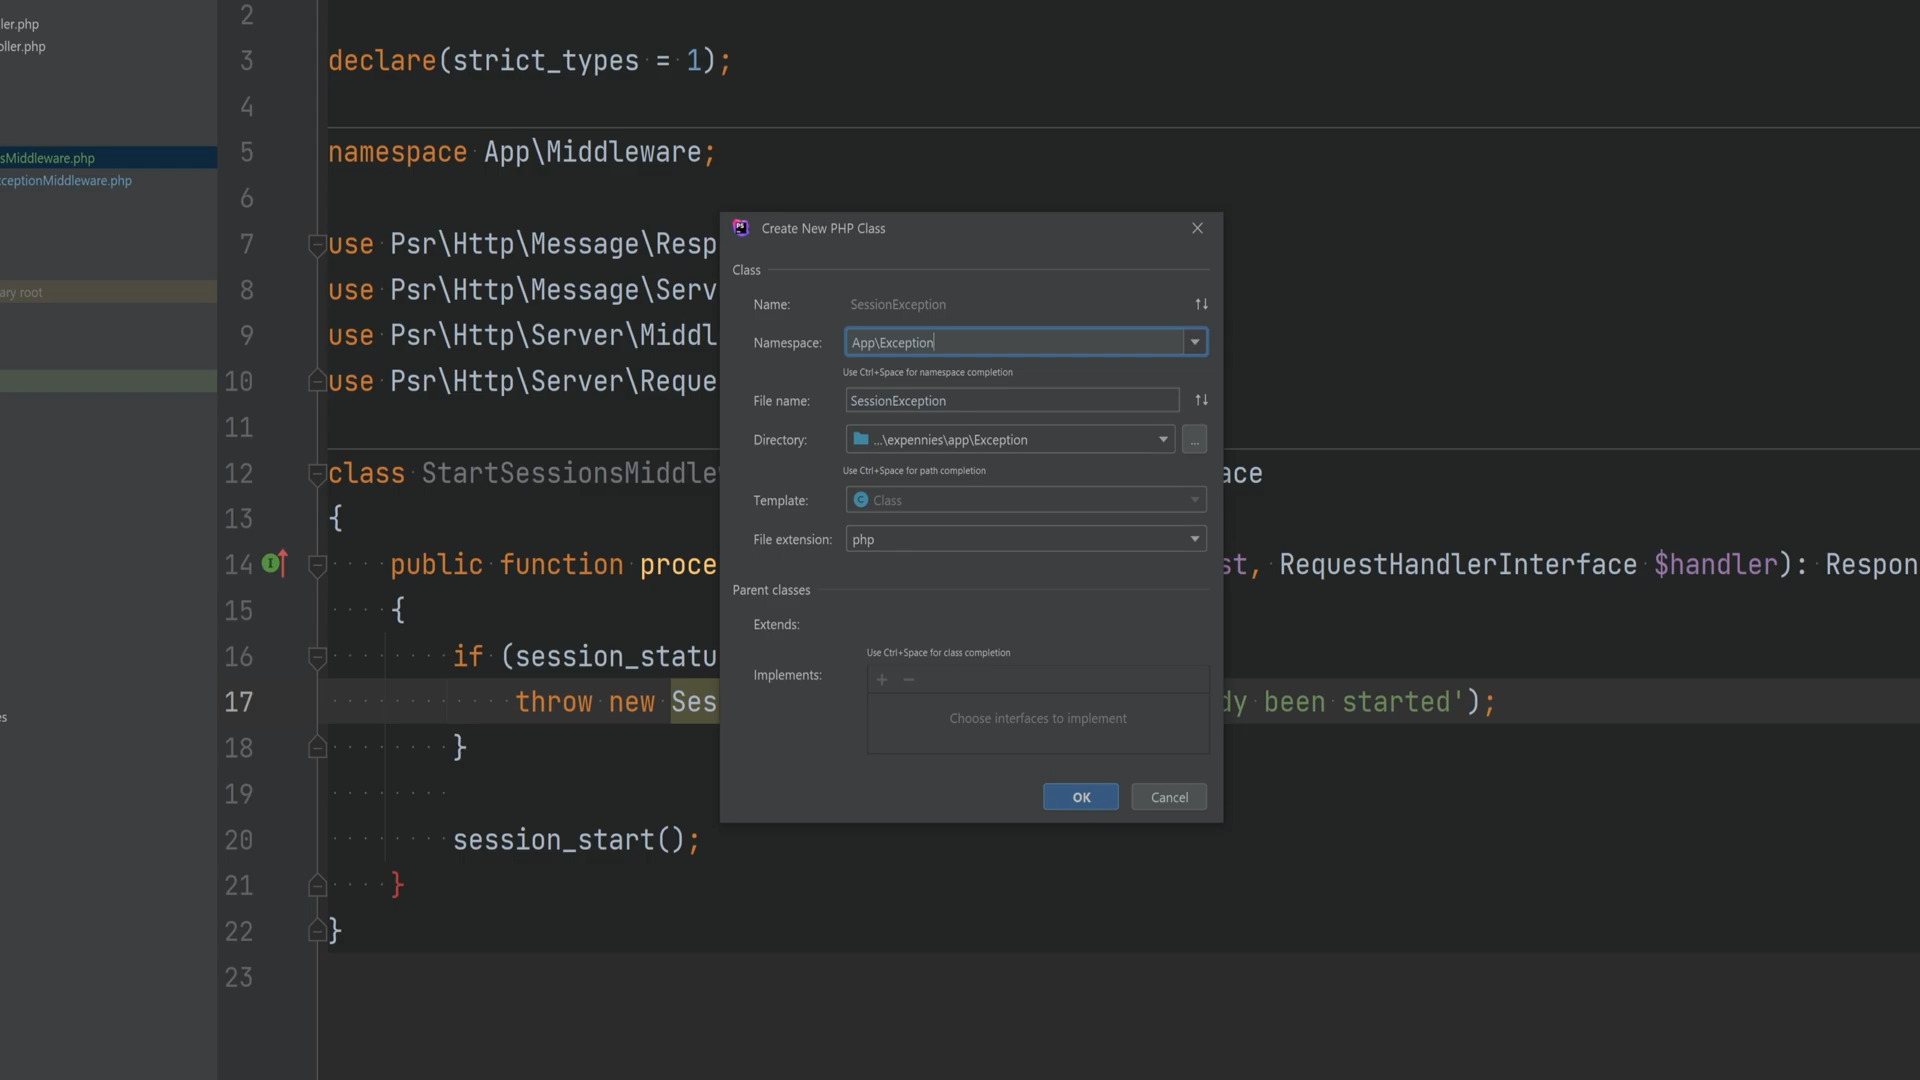 ler.php
oller.php
sMiddleware.php
ceptionMiddleware.php
ary root
es
2
3 declare(strict_types = 1);
4
5 namespace App\Middleware;
6
7 use Psr\Http\Message\Resp
8 use Psr\Http\Message\Serv
9 use Psr\Http\Server\Middl
10 use Psr\Http\Server\Reque
11
12 class StartSessionsMiddlew ace
13 {
14 public function proce st, RequestHandlerInterface $handler): Respon
15 {
16 if (session_statu
17 throw new Ses dy been started');
18 }
19
20 session_start();
21 }
22 }
23
PS Create New PHP Class
Class
Name: SessionException
Namespace: App\Exception
Use Ctrl+Space for namespace completion
File name: SessionException
Directory: ...\expennies\app\Exception ...
Use Ctrl+Space for path completion
Template: C Class
File extension: php
Parent classes
Extends:
Use Ctrl+Space for class completion
Implements: + −
Choose interfaces to implement
OK Cancel